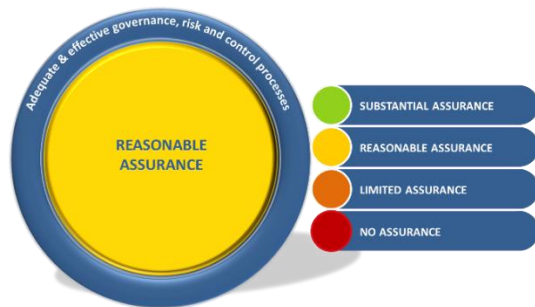 Adequate & effective governance, risk and control processes
REASONABLE
ASSURANCE
SUBSTANTIAL ASSURANCE
REASONABLE ASSURANCE
LIMITED ASSURANCE
NO ASSURANCE